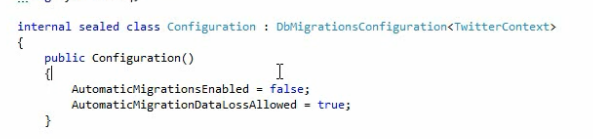 internal sealed class Configuration : DbMigrationsConfiguration<TwitterContext>
{
public Configuration()
{
AutomaticMigrationsEnabled = false;
AutomaticMigrationDataLossAllowed = true;
}